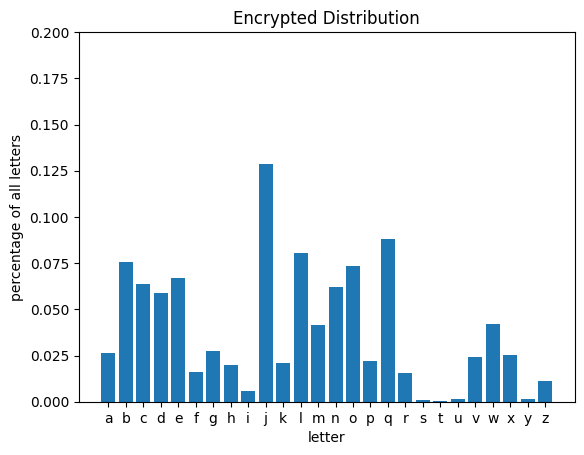 Encrypted Distribution
percentage of all letters
0.200
0.175
0.150
0.125
0.100
0.075
0.050
0.025
0.000
a b c d e f g h i j k l m n o p q r s t u v w x y z
letter